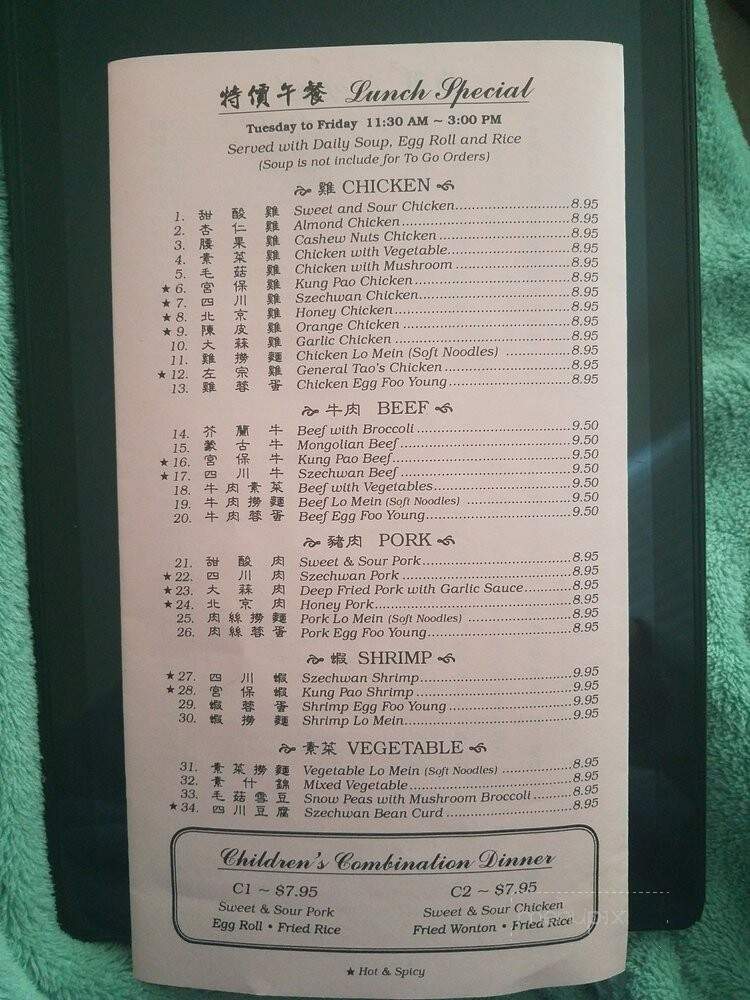 特價午餐 Lunch Special
Tuesday to Friday 11:30 AM ~ 3:00 PM
Served with Daily Soup, Egg Roll and Rice
(Soup is not include for To Go Orders)
雞 CHICKEN
1. 甜酸雞 Sweet and Sour Chicken 8.95
2. 杏仁雞 Almond Chicken 8.95
3. 腰果雞 Cashew Nuts Chicken 8.95
4. 素菜雞 Chicken with Vegetable 8.95
5. 毛菇雞 Chicken with Mushroom 8.95
★ 6. 宮保雞 Kung Pao Chicken 8.95
★ 7. 四川雞 Szechwan Chicken 8.95
★ 8. 北京雞 Honey Chicken 8.95
★ 9. 陳皮雞 Orange Chicken 8.95
10. 大蒜雞 Garlic Chicken 8.95
11. 雞撈麵 Chicken Lo Mein (Soft Noodles) 8.95
★ 12. 左宗雞 General Tao's Chicken 8.95
13. 雞蓉蛋 Chicken Egg Foo Young 8.95
牛肉 BEEF
14. 芥蘭牛 Beef with Broccoli 9.50
15. 蒙古牛 Mongolian Beef 9.50
★ 16. 宮保牛 Kung Pao Beef 9.50
★ 17. 四川牛 Szechwan Beef 9.50
18. 牛肉素菜 Beef with Vegetables 9.50
19. 牛肉撈麵 Beef Lo Mein (Soft Noodles) 9.50
20. 牛肉蓉蛋 Beef Egg Foo Young 9.50
豬肉 PORK
21. 甜酸肉 Sweet & Sour Pork 8.95
★ 22. 四川肉 Szechwan Pork 8.95
★ 23. 大蒜肉 Deep Fried Pork with Garlic Sauce 8.95
★ 24. 北京肉 Honey Pork 8.95
25. 肉絲撈麵 Pork Lo Mein (Soft Noodles) 8.95
26. 肉絲蓉蛋 Pork Egg Foo Young 8.95
蝦 SHRIMP
★ 27. 四川蝦 Szechwan Shrimp 9.95
★ 28. 宮保蝦 Kung Pao Shrimp 9.95
29. 蝦蓉蛋 Shrimp Egg Foo Young 9.95
30. 蝦撈麵 Shrimp Lo Mein 9.95
素菜 VEGETABLE
31. 素菜撈麵 Vegetable Lo Mein (Soft Noodles) 8.95
32. 素什錦 Mixed Vegetable 8.95
33. 毛菇雪豆 Snow Peas with Mushroom Broccoli 8.95
★ 34. 四川豆腐 Szechwan Bean Curd 8.95
Children's Combination Dinner
C1 ~ $7.95
Sweet & Sour Pork
Egg Roll • Fried Rice
C2 ~ $7.95
Sweet & Sour Chicken
Fried Wonton • Fried Rice
★ Hot & Spicy